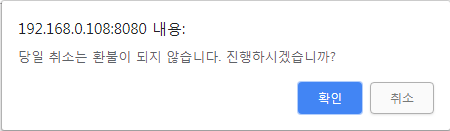 192.168.0.108:8080 내용:
당일 취소는 환불이 되지 않습니다. 진행하시겠습니까?
확인 취소